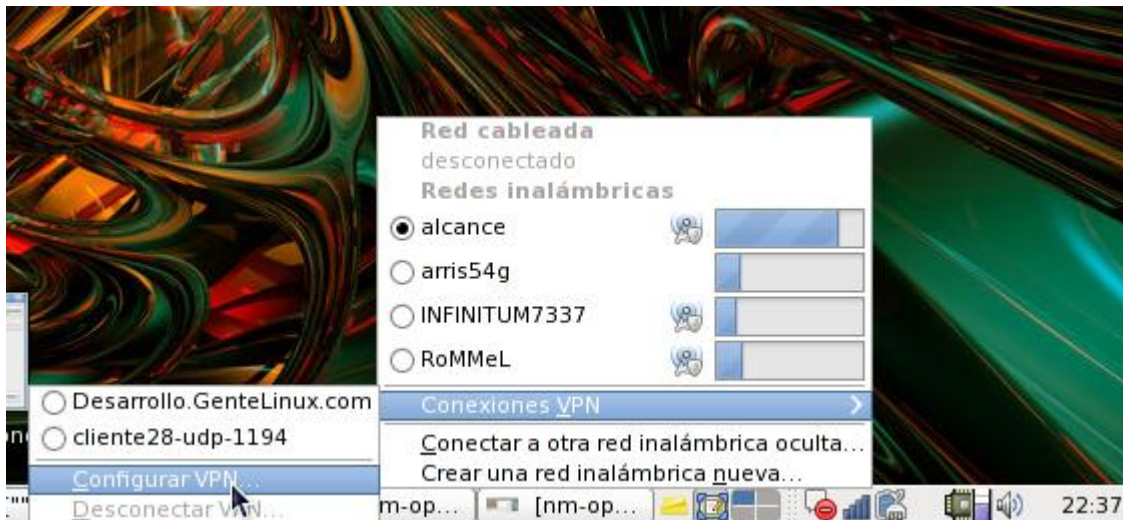 Red cableada
desconectado
Redes inalámbricas
alcance
arris54g
INFINITUM7337
RoMMeL
Conexiones VPN
Conectar a otra red inalámbrica oculta...
Crear una red inalámbrica nueva...
Desarrollo.GenteLinux.com
cliente28-udp-1194
Configurar VPN...
Desconectar VPN...
m-op...
[nm-op...
22:37